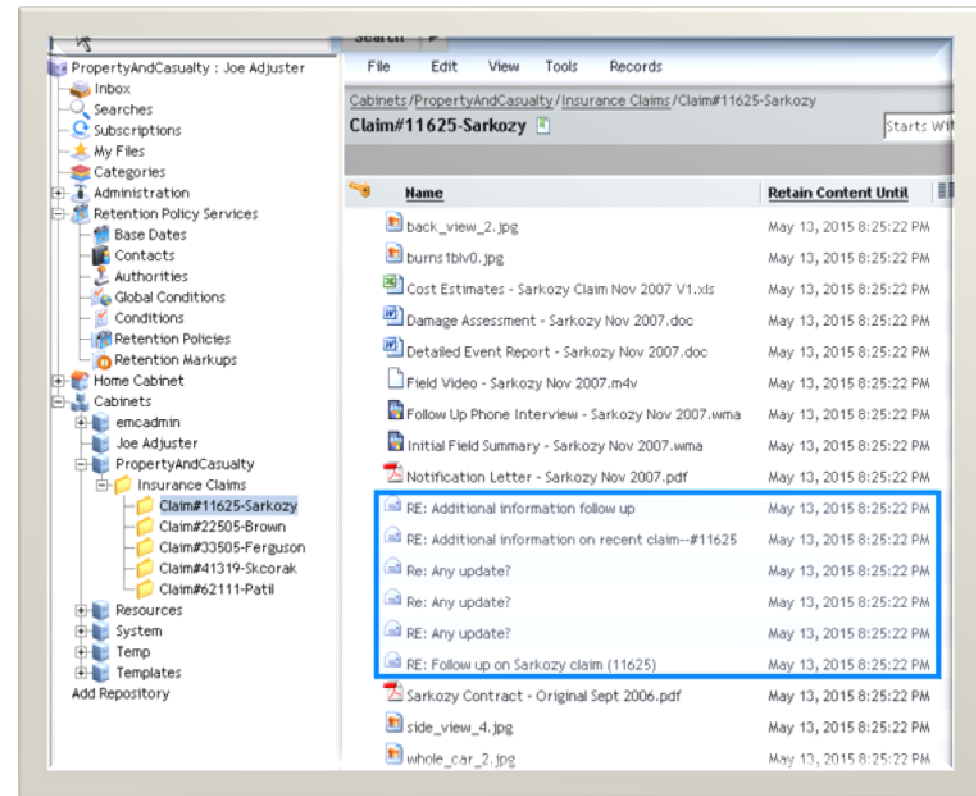 Search
PropertyAndCasualty : Joe Adjuster
Inbox
Searches
Subscriptions
My Files
Categories
Administration
Retention Policy Services
Base Dates
Contacts
Authorities
Global Conditions
Conditions
Retention Policies
Retention Markups
Home Cabinet
Cabinets
emcadmin
Joe Adjuster
PropertyAndCasualty
Insurance Claims
Claim#11625-Sarkozy
Claim#22505-Brown
Claim#33505-Ferguson
Claim#41319-Skcorak
Claim#62111-Patil
Resources
System
Temp
Templates
Add Repository
File Edit View Tools Records
Cabinets/PropertyAndCasualty/Insurance Claims/Claim#11625-Sarkozy
Claim#11625-Sarkozy Starts Wit
Name Retain Content Until
back_view_2.jpg May 13, 2015 8:25:22 PM
burns1blv0.jpg May 13, 2015 8:25:22 PM
Cost Estimates - Sarkozy Claim Nov 2007 V1.xls May 13, 2015 8:25:22 PM
Damage Assessment - Sarkozy Nov 2007.doc May 13, 2015 8:25:22 PM
Detailed Event Report - Sarkozy Nov 2007.doc May 13, 2015 8:25:22 PM
Field Video - Sarkozy Nov 2007.m4v May 13, 2015 8:25:22 PM
Follow Up Phone Interview - Sarkozy Nov 2007.wma May 13, 2015 8:25:22 PM
Initial Field Summary - Sarkozy Nov 2007.wma May 13, 2015 8:25:22 PM
Notification Letter - Sarkozy Nov 2007.pdf May 13, 2015 8:25:22 PM
RE: Additional information follow up May 13, 2015 8:25:22 PM
RE: Additional information on recent claim--#11625 May 13, 2015 8:25:22 PM
Re: Any update? May 13, 2015 8:25:22 PM
Re: Any update? May 13, 2015 8:25:22 PM
RE: Any update? May 13, 2015 8:25:22 PM
RE: Follow up on Sarkozy claim (11625) May 13, 2015 8:25:22 PM
Sarkozy Contract - Original Sept 2006.pdf May 13, 2015 8:25:22 PM
side_view_4.jpg May 13, 2015 8:25:22 PM
whole_car_2.jpg May 13, 2015 8:25:22 PM